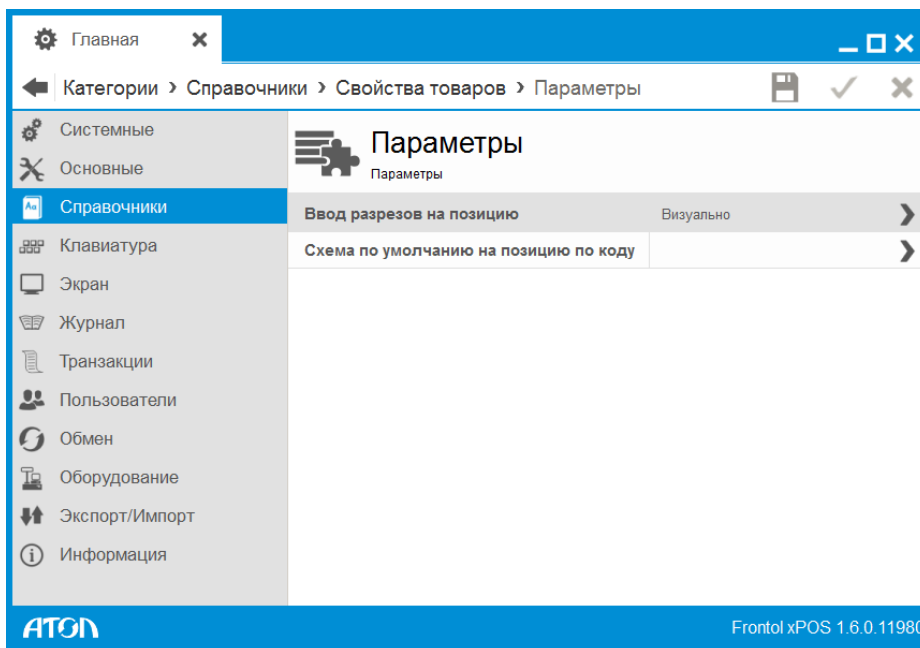 Главная
Категории › Справочники › Свойства товаров › Параметры
Системные
Основные
Aa Справочники
Клавиатура
Экран
Журнал
Транзакции
Пользователи
Обмен
Оборудование
Экспорт/Импорт
Информация
Параметры
Параметры
Ввод разрезов на позицию Визуально
Схема по умолчанию на позицию по коду
АТОЛ
Frontol xPOS 1.6.0.11980